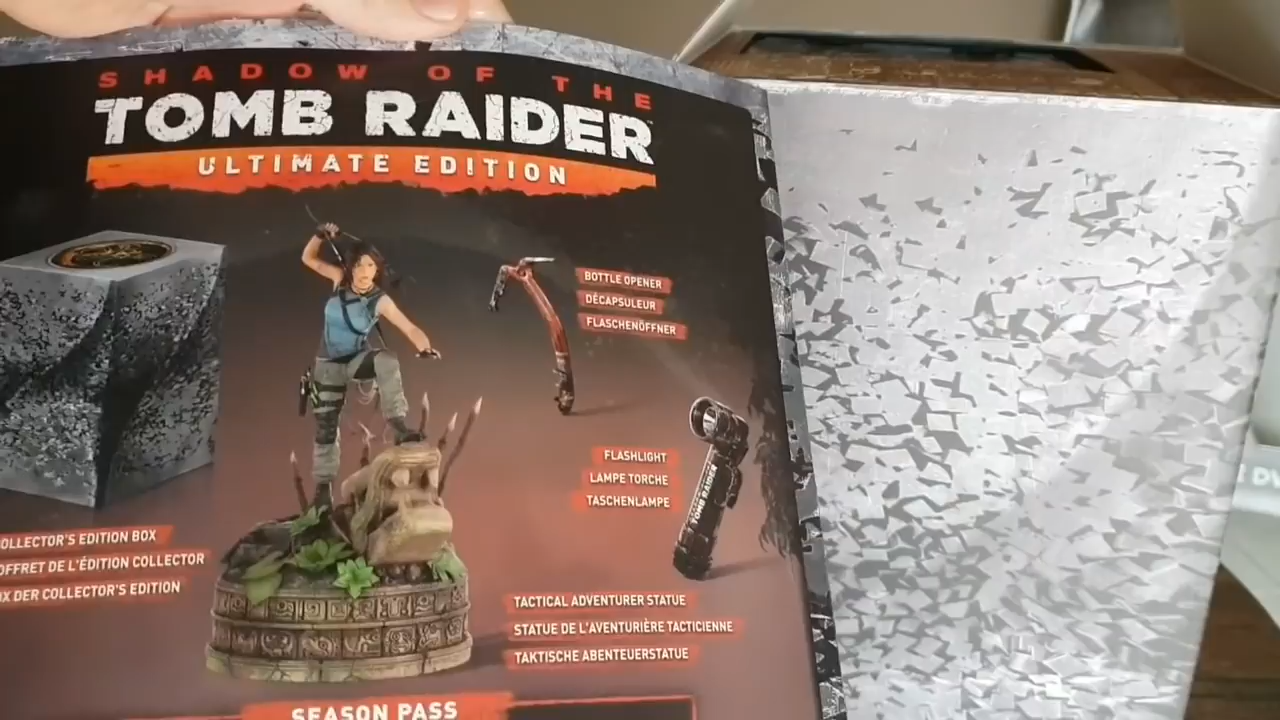 SHADOW OF THE
TOMB RAIDER
ULTIMATE EDITION
BOTTLE OPENER
DÉCAPSULEUR
FLASCHENÖFFNER
FLASHLIGHT
LAMPE TORCHE
TASCHENLAMPE
TOMB RAIDER
OLLECTOR'S EDITION BOX
OFFRET DE L'ÉDITION COLLECTOR
OX DER COLLECTOR'S EDITION
TACTICAL ADVENTURER STATUE
STATUE DE L'AVENTURIÈRE TACTICIENNE
TAKTISCHE ABENTEUERSTATUE
SEASON PASS